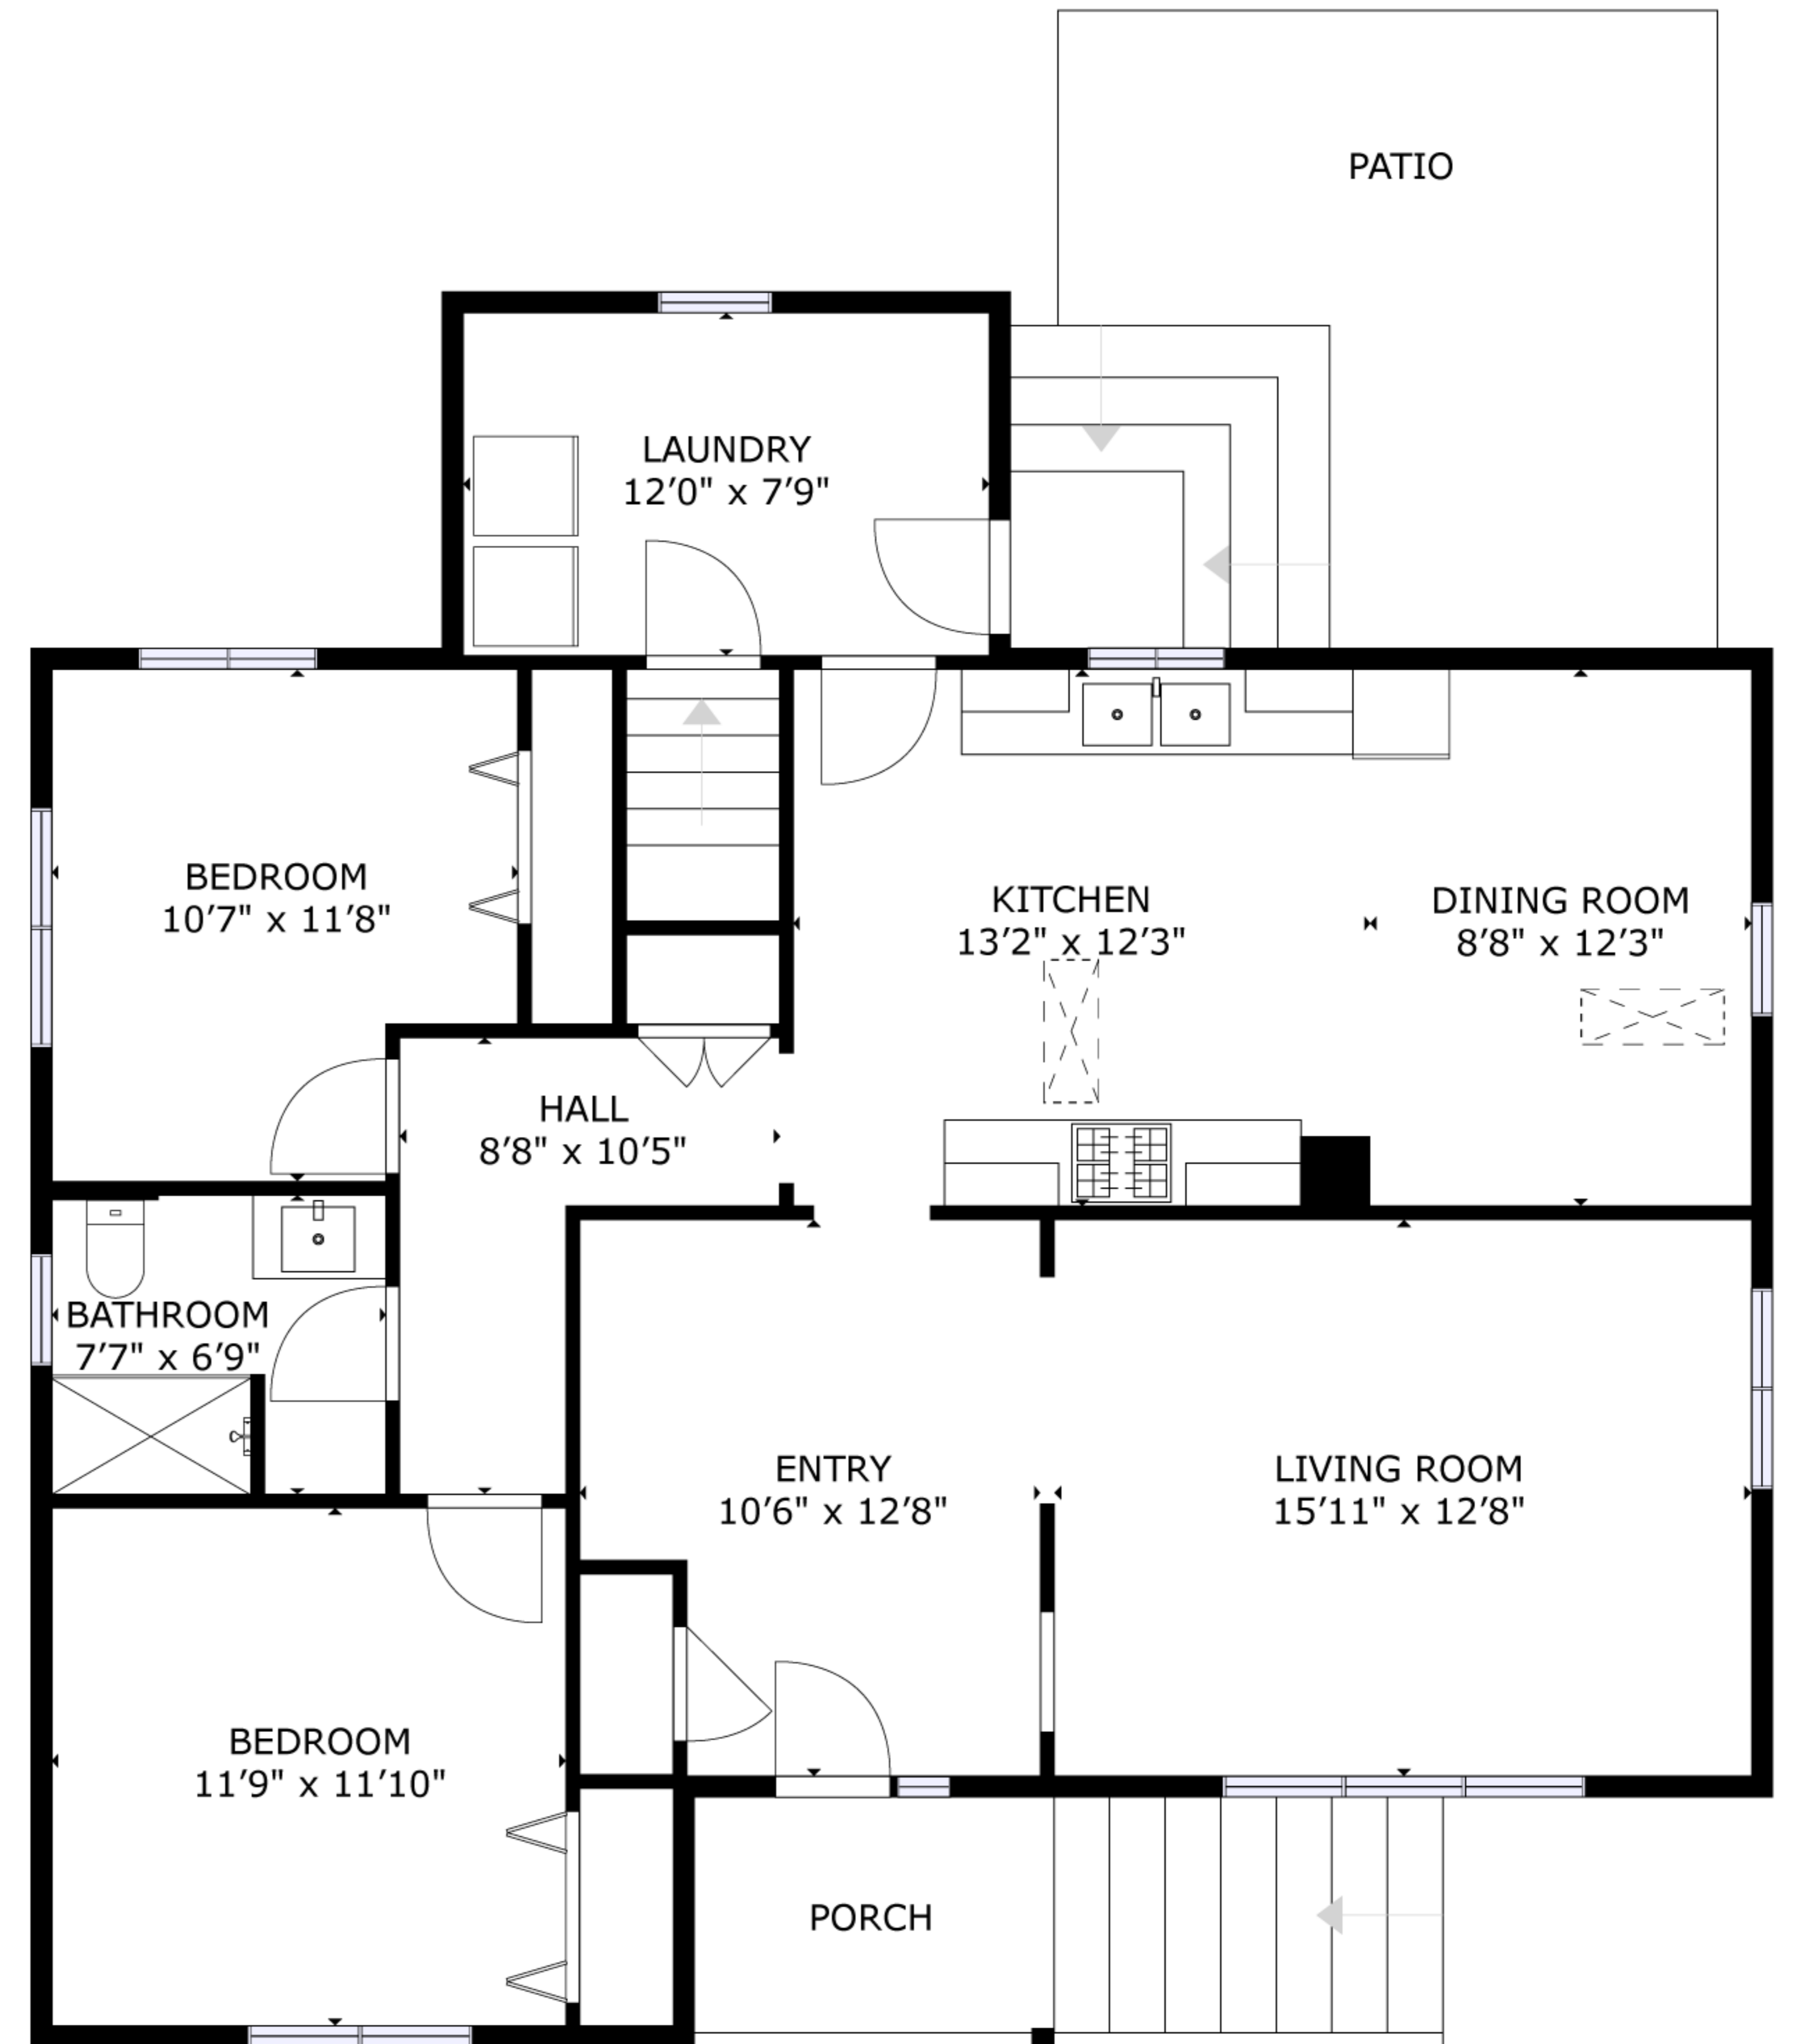 PATIO
LAUNDRY
12'0" x 7'9"
BEDROOM
10'7" x 11'8"
KITCHEN
13'2" x 12'3"
DINING ROOM
8'8" x 12'3"
HALL
8'8" x 10'5"
BATHROOM
7'7" x 6'9"
ENTRY
10'6" x 12'8"
LIVING ROOM
15'11" x 12'8"
BEDROOM
11'9" x 11'10"
PORCH